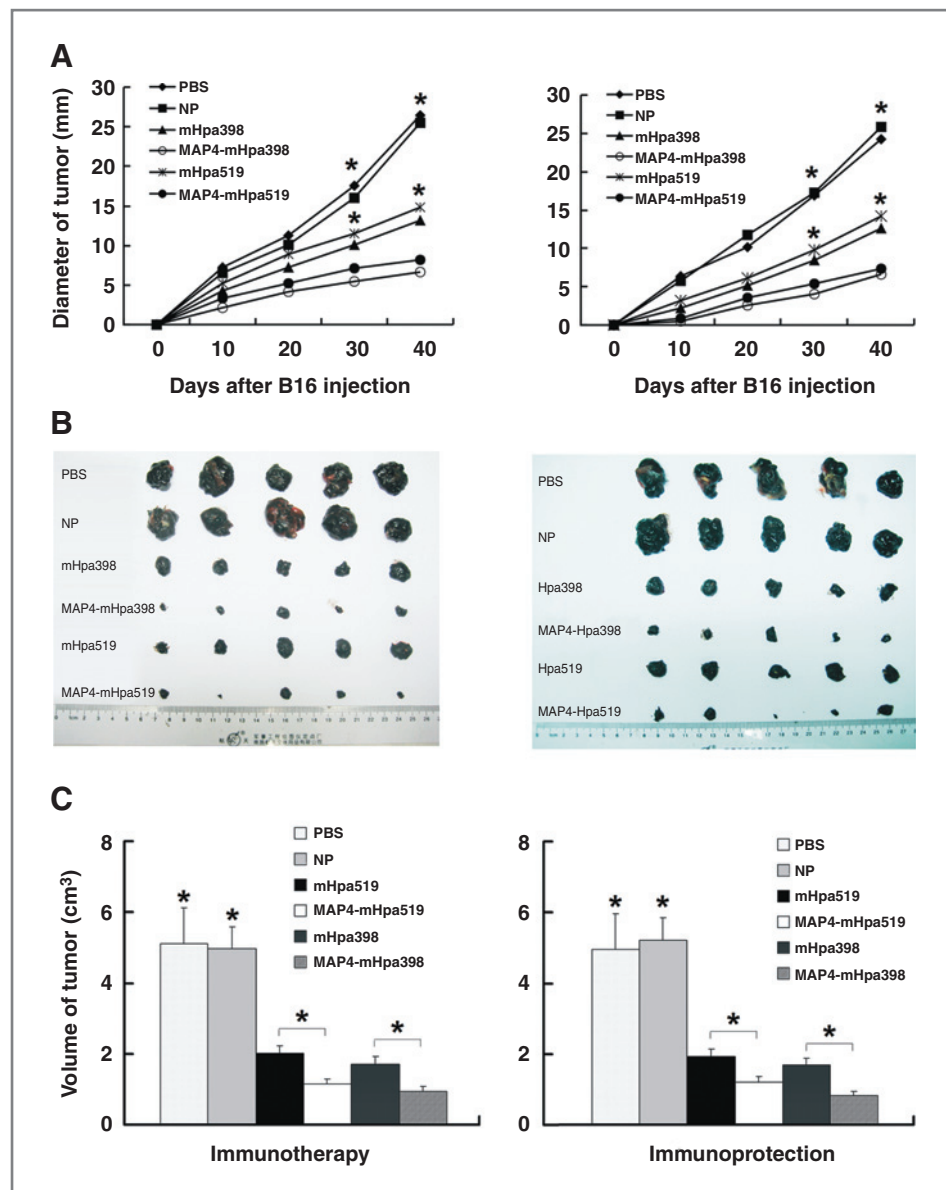 A
Diameter of tumor (mm)
30
25
20
15
10
5
0
PBS
NP
mHpa398
MAP4-mHpa398
mHpa519
MAP4-mHpa519
*
*
*
*
0 10 20 30 40
Days after B16 injection
30
25
20
15
10
5
0
PBS
NP
mHpa398
MAP4-mHpa398
mHpa519
MAP4-mHpa519
*
*
*
*
0 10 20 30 40
Days after B16 injection
B
PBS
NP
mHpa398
MAP4-mHpa398
mHpa519
MAP4-mHpa519
PBS
NP
Hpa398
MAP4-Hpa398
Hpa519
MAP4-Hpa519
C
Volume of tumor (cm³)
8
6
4
2
0
PBS
NP
mHpa519
MAP4-mHpa519
mHpa398
MAP4-mHpa398
* *
* *
Immunotherapy
8
6
4
2
0
PBS
NP
mHpa519
MAP4-mHpa519
mHpa398
MAP4-mHpa398
* *
* *
Immunoprotection